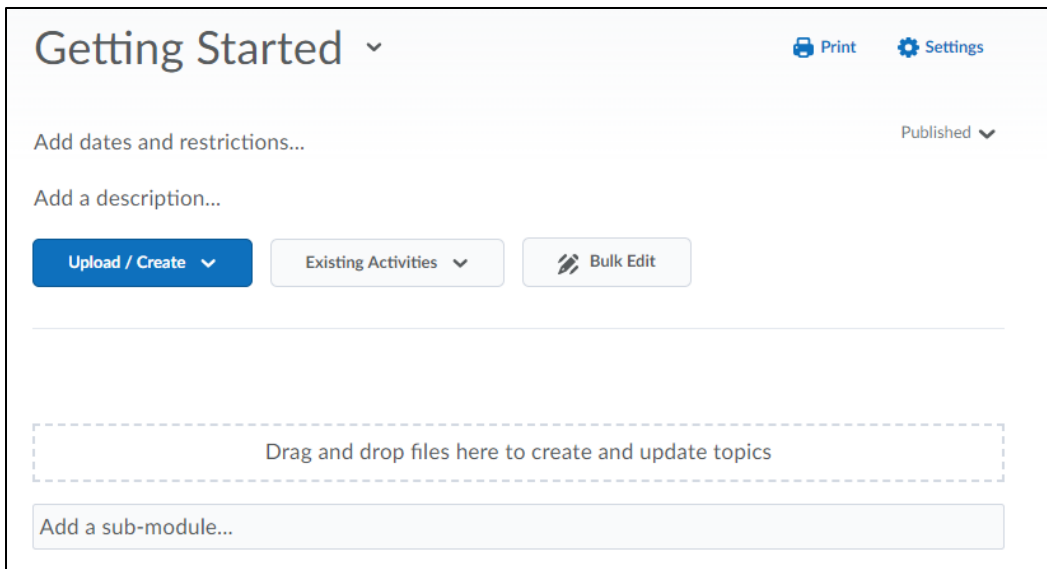 Getting Started
Print
Settings
Add dates and restrictions...
Published
Add a description...
Upload / Create
Existing Activities
Bulk Edit
Drag and drop files here to create and update topics
Add a sub-module...